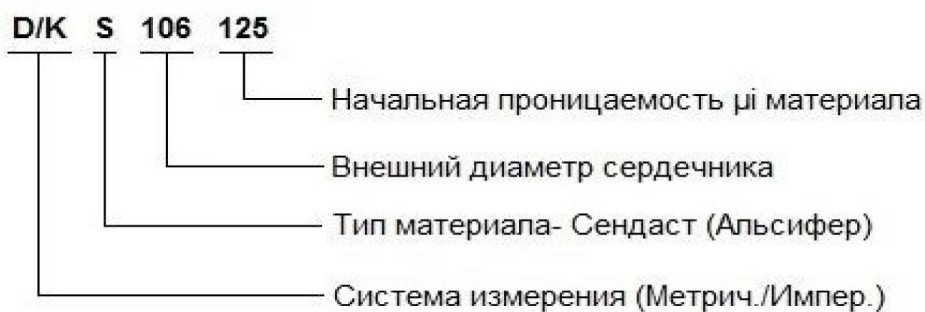 D/K S 106 125
Начальная проницаемость µi материала
Внешний диаметр сердечника
Тип материала- Сендаст (Альсифер)
Система измерения (Метрич./Импер.)